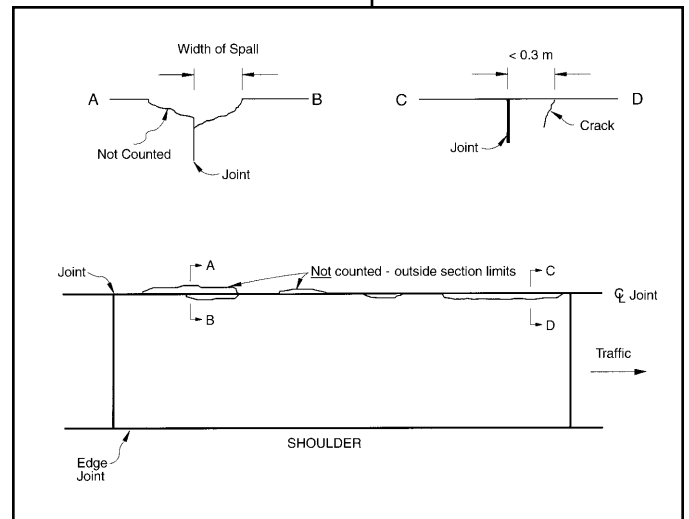 Width of Spall
A
B
Not Counted
Joint
< 0.3 m
C
D
Joint
Crack
Joint
A
Not counted - outside section limits
C
℄ Joint
B
D
Traffic
SHOULDER
Edge
Joint